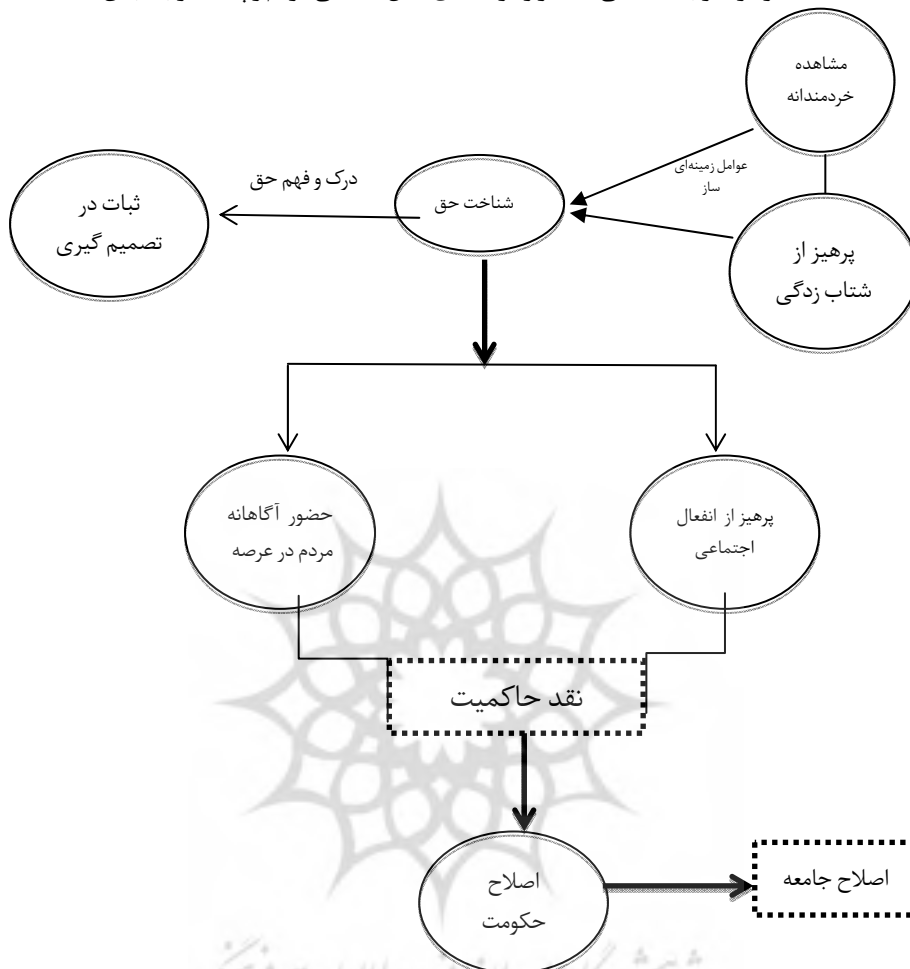 مشاهده
خردمندانه
عوامل زمینه‌ای
ساز
درک و فهم حق
شناخت حق
ثبات در
تصمیم گیری
پرهیز از
شتاب زدگی
حضور آگاهانه
مردم در عرصه
پرهیز از انفعال
اجتماعی
نقد حاکمیت
اصلاح
حکومت
اصلاح جامعه